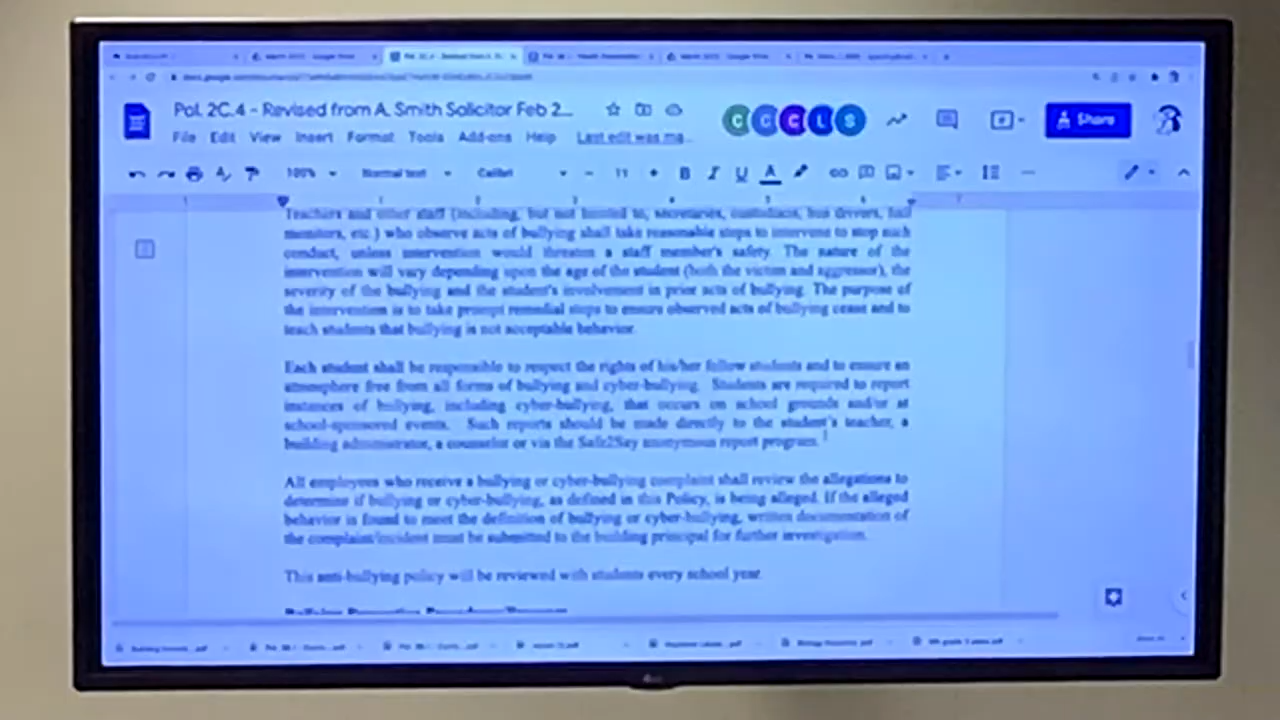 Pol. 2C.4 - Revised from A. Smith Solicitor Feb 2...
C C C L S
Share
File Edit View Insert Format Tools Add-ons Help Last edit was ma...
100% Normal text Calibri - 11 + B I U A
Teachers and other staff (including, but not limited to, secretaries, custodians, bus drivers, hall
monitors, etc.) who observe acts of bullying shall take reasonable steps to intervene to stop such
conduct, unless intervention would threaten a staff member's safety. The nature of the
intervention will vary depending upon the age of the student (both the victim and aggressor), the
severity of the bullying and the student's involvement in prior acts of bullying. The purpose of
the intervention is to take prompt remedial steps to ensure observed acts of bullying cease and to
teach students that bullying is not acceptable behavior.
Each student shall be responsible to respect the rights of his/her fellow students and to ensure an
atmosphere free from all forms of bullying and cyber-bullying. Students are required to report
instances of bullying, including cyber-bullying, that occurs on school grounds and/or at
school-sponsored events. Such reports should be made directly to the student's teacher, a
building administrator, a counselor or via the Safe2Say anonymous report program.
All employees who receive a bullying or cyber-bullying complaint shall review the allegations to
determine if bullying or cyber-bullying, as defined in this Policy, is being alleged. If the alleged
behavior is found to meet the definition of bullying or cyber-bullying, written documentation of
the complaint/incident must be submitted to the building principal for further investigation.
This anti-bullying policy will be reviewed with students every school year.